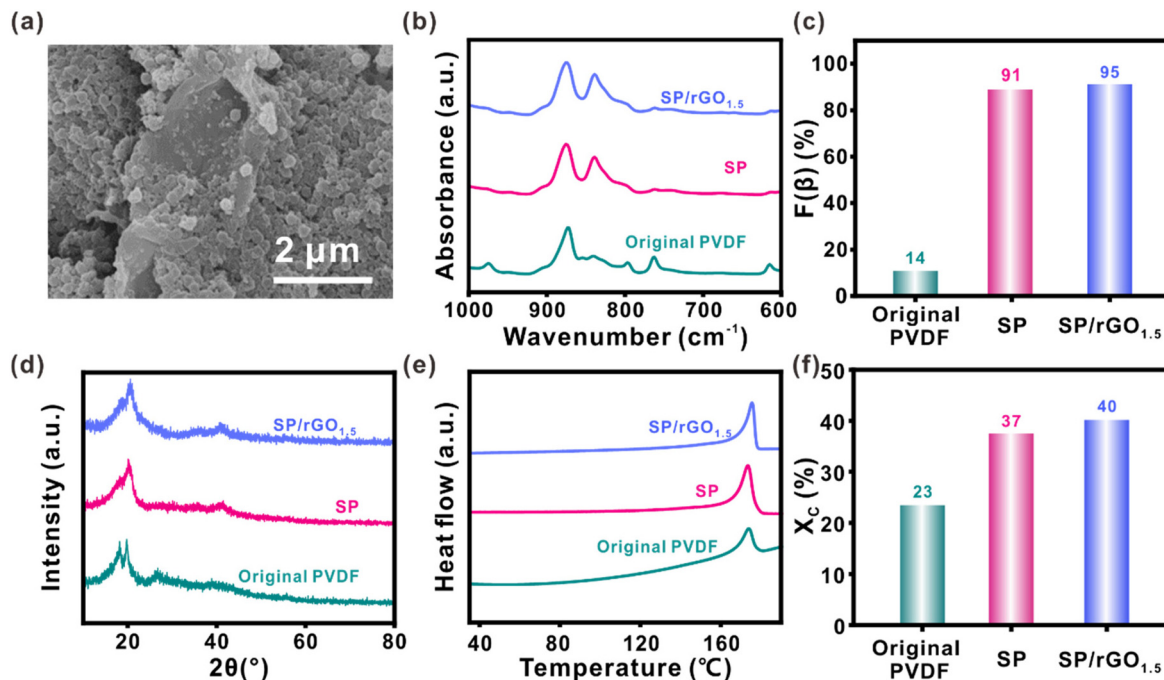 (a)
2 μm
(b)
Absorbance (a.u.)
SP/rGO₁.₅
SP
Original PVDF
1000 900 800 700 600
Wavenumber (cm⁻¹)
(c)
F(β) (%)
100
80
60
40
20
0
14
91
95
Original
PVDF
SP
SP/rGO₁.₅
(d)
Intensity (a.u.)
SP/rGO₁.₅
SP
Original PVDF
20 40 60 80
2θ(°)
(e)
Heat flow (a.u.)
SP/rGO₁.₅
SP
Original PVDF
40 80 120 160
Temperature (℃)
(f)
X_C (%)
50
40
30
20
10
0
23
37
40
Original
PVDF
SP
SP/rGO₁.₅